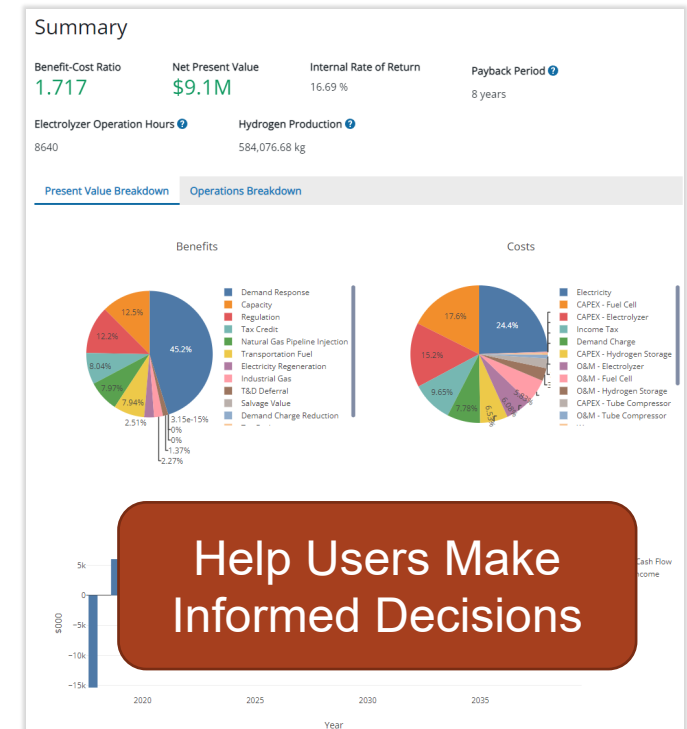 Summary
Benefit-Cost Ratio Net Present Value Internal Rate of Return Payback Period ?
1.717 $9.1M 16.69 % 8 years
Electrolyzer Operation Hours ? Hydrogen Production ?
8640 584,076.68 kg
Present Value Breakdown Operations Breakdown
Benefits
45.2%
12.5%
12.2%
8.04%
7.97%
7.94%
2.51%
3.15e-15%
0%
0%
1.37%
2.27%
Demand Response
Capacity
Regulation
Tax Credit
Natural Gas Pipeline Injection
Transportation Fuel
Electricity Regeneration
Industrial Gas
T&D Deferral
Salvage Value
Demand Charge Reduction
Costs
24.4%
17.6%
15.2%
9.65%
7.79%
6.53%
6.08%
5.83%
Electricity
CAPEX - Fuel Cell
CAPEX - Electrolyzer
Income Tax
Demand Charge
CAPEX - Hydrogen Storage
O&M - Electrolyzer
O&M - Fuel Cell
O&M - Hydrogen Storage
CAPEX - Tube Compressor
O&M - Tube Compressor
Help Users Make
Informed Decisions
Cash Flow
$000
5k
0
−5k
−10k
−15k
2020 2025 2030 2035
Year